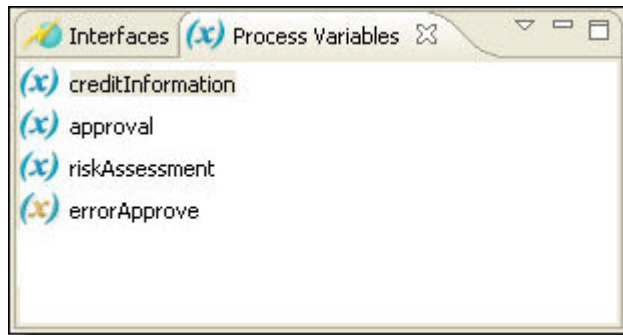 Interfaces (x) Process Variables
(x) creditInformation
(x) approval
(x) riskAssessment
(x) errorApprove